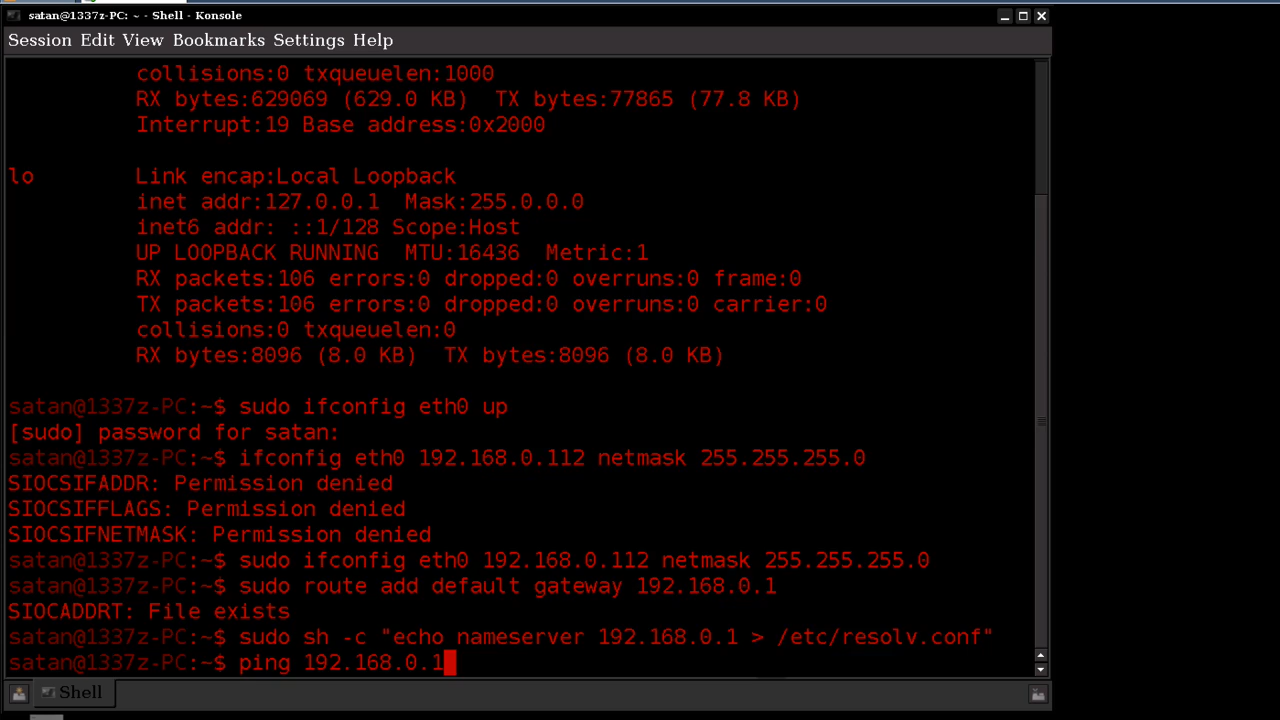 satan@1337z-PC: ~ - Shell - Konsole
Session Edit View Bookmarks Settings Help
collisions:0 txqueuelen:1000
RX bytes:629069 (629.0 KB)  TX bytes:77865 (77.8 KB)
Interrupt:19 Base address:0x2000
lo        Link encap:Local Loopback
inet addr:127.0.0.1  Mask:255.0.0.0
inet6 addr: ::1/128 Scope:Host
UP LOOPBACK RUNNING  MTU:16436  Metric:1
RX packets:106 errors:0 dropped:0 overruns:0 frame:0
TX packets:106 errors:0 dropped:0 overruns:0 carrier:0
collisions:0 txqueuelen:0
RX bytes:8096 (8.0 KB)  TX bytes:8096 (8.0 KB)
satan@1337z-PC:~$ sudo ifconfig eth0 up
[sudo] password for satan:
satan@1337z-PC:~$ ifconfig eth0 192.168.0.112 netmask 255.255.255.0
SIOCSIFADDR: Permission denied
SIOCSIFFLAGS: Permission denied
SIOCSIFNETMASK: Permission denied
satan@1337z-PC:~$ sudo ifconfig eth0 192.168.0.112 netmask 255.255.255.0
satan@1337z-PC:~$ sudo route add default gateway 192.168.0.1
SIOCADDRT: File exists
satan@1337z-PC:~$ sudo sh -c "echo nameserver 192.168.0.1 > /etc/resolv.conf"
satan@1337z-PC:~$ ping 192.168.0.1
Shell